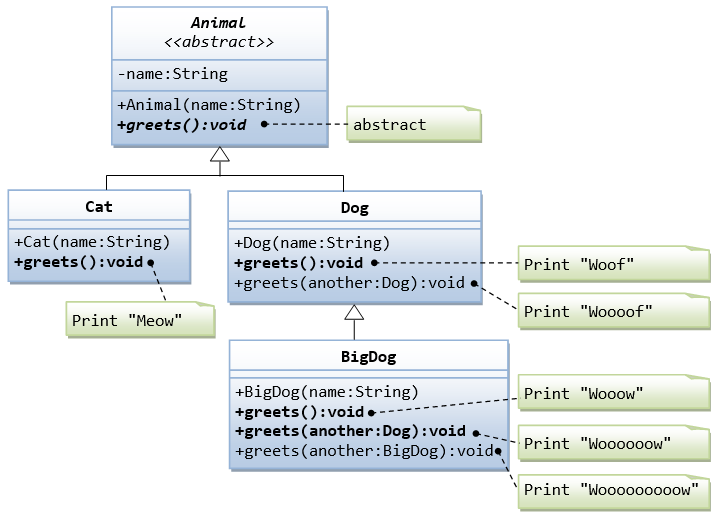 Animal
<<abstract>>
-name:String
+Animal(name:String)
+greets():void
abstract
Cat
+Cat(name:String)
+greets():void
Print "Meow"
Dog
+Dog(name:String)
+greets():void
+greets(another:Dog):void
Print "Woof"
Print "Woooof"
BigDog
+BigDog(name:String)
+greets():void
+greets(another:Dog):void
+greets(another:BigDog):void
Print "Wooow"
Print "Woooooow"
Print "Wooooooooow"